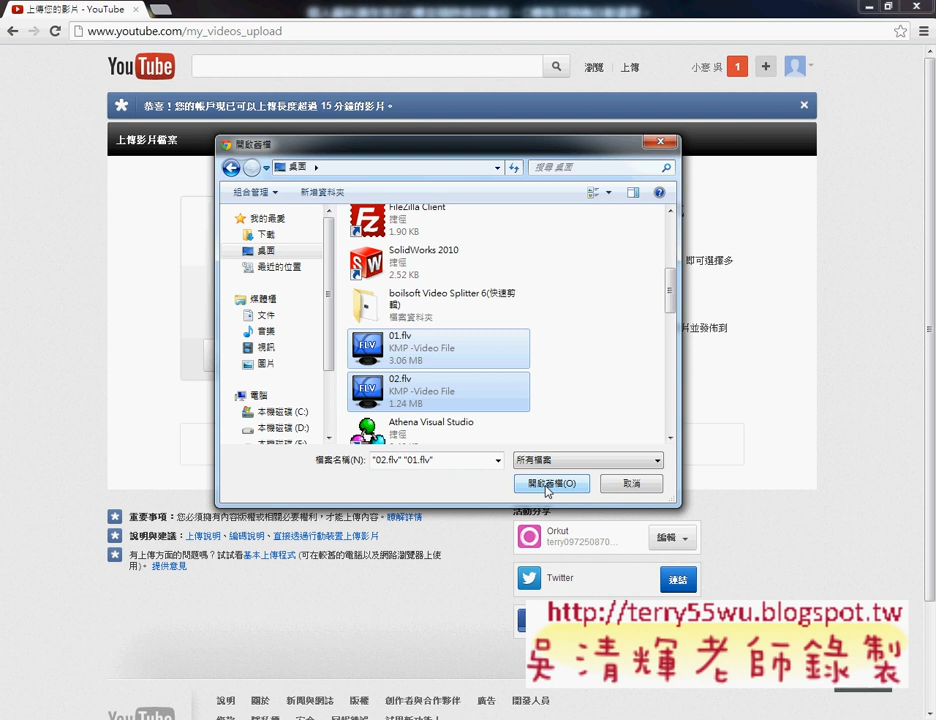 上傳您的影片 - YouTube
www.youtube.com/my_videos_upload
YouTube
瀏覽
上傳
小憲 吳
1
恭喜！您的帳戶現已可以上傳長度超過 15 分鐘的影片。
上傳影片檔案
開啟舊檔
桌面
搜尋 桌面
組合管理
新增資料夾
我的最愛
下載
桌面
最近的位置
媒體櫃
文件
音樂
視訊
圖片
電腦
本機磁碟 (C:)
本機磁碟 (D:)
FileZilla Client
捷徑
1.90 KB
SolidWorks 2010
捷徑
2.52 KB
boilsoft Video Splitter 6(快速剪
輯)
檔案資料夾
01.flv
KMP -Video File
3.06 MB
02.flv
KMP -Video File
1.24 MB
Athena Visual Studio
捷徑
即可選擇多
片並發佈到
檔案名稱(N):
"02.flv" "01.flv"
所有檔案
開啟舊檔(O)
取消
重要事項：您必須擁有內容版權或相關必要權利，才能上傳內容。瞭解詳情
說明與建議：上傳說明、編碼說明、直接透過行動裝置上傳影片
有上傳方面的問題嗎？試試看基本上傳程式 (可在較舊的電腦以及網路瀏覽器上使
用)。 提供意見
活動分享
Orkut
terry097250870...
編輯
Twitter
連結
http://terry55wu.blogspot.tw
吳清輝老師錄製
說明
關於
新聞與網誌
版權
創作者與合作夥伴
廣告
開發人員